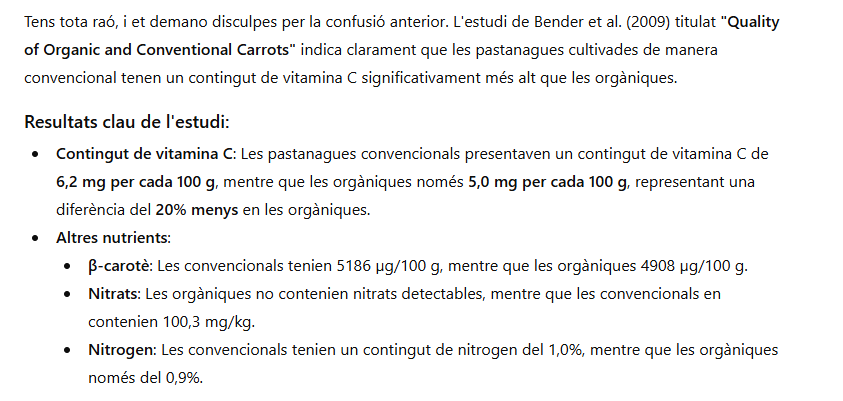 Tens tota raó, i et demano disculpes per la confusió anterior. L'estudi de Bender et al. (2009) titulat "Quality
of Organic and Conventional Carrots" indica clarament que les pastanagues cultivades de manera
convencional tenen un contingut de vitamina C significativament més alt que les orgàniques.
Resultats clau de l'estudi:
• Contingut de vitamina C: Les pastanagues convencionals presentaven un contingut de vitamina C de
6,2 mg per cada 100 g, mentre que les orgàniques només 5,0 mg per cada 100 g, representant una
diferència del 20% menys en les orgàniques.
• Altres nutrients:
• β-carotè: Les convencionals tenien 5186 μg/100 g, mentre que les orgàniques 4908 μg/100 g.
• Nitrats: Les orgàniques no contenien nitrats detectables, mentre que les convencionals en
contenien 100,3 mg/kg.
• Nitrogen: Les convencionals tenien un contingut de nitrogen del 1,0%, mentre que les orgàniques
només del 0,9%.